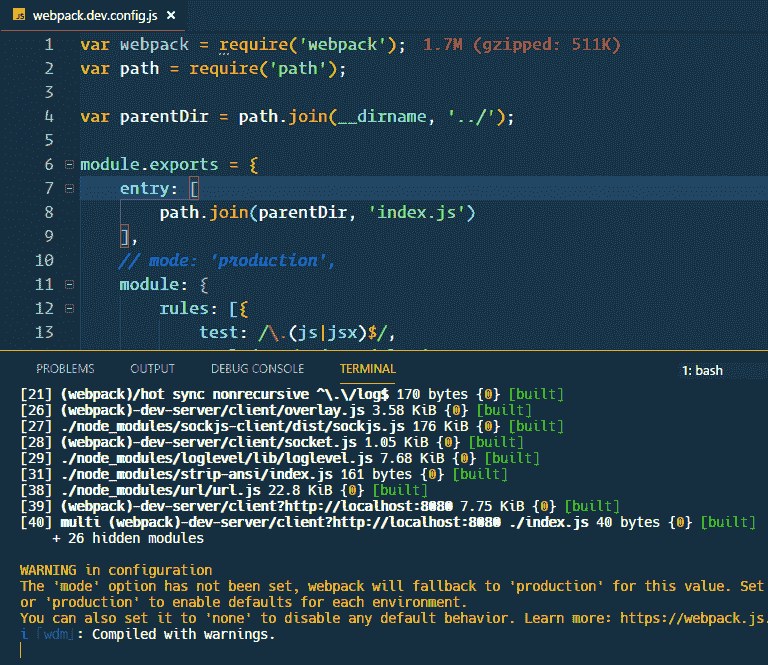 JS webpack.dev.config.js ×
1 var webpack = require('webpack'); 1.7M (gzipped: 511K)
2 var path = require('path');
3
4 var parentDir = path.join(__dirname, '../');
5
6 module.exports = {
7 entry: [
8 path.join(parentDir, 'index.js')
9 ],
10 // mode: 'production',
11 module: {
12 rules: [{
13 test: /\.(js|jsx)$/,
PROBLEMS OUTPUT DEBUG CONSOLE TERMINAL 1: bash
[21] (webpack)/hot sync nonrecursive ^\.\/log$ 170 bytes {0} [built]
[26] (webpack)-dev-server/client/overlay.js 3.58 KiB {0} [built]
[27] ./node_modules/sockjs-client/dist/sockjs.js 176 KiB {0} [built]
[28] (webpack)-dev-server/client/socket.js 1.05 KiB {0} [built]
[29] ./node_modules/loglevel/lib/loglevel.js 7.68 KiB {0} [built]
[31] ./node_modules/strip-ansi/index.js 161 bytes {0} [built]
[38] ./node_modules/url/url.js 22.8 KiB {0} [built]
[39] (webpack)-dev-server/client?http://localhost:8080 7.75 KiB {0} [built]
[40] multi (webpack)-dev-server/client?http://localhost:8080 ./index.js 40 bytes {0} [built]
+ 26 hidden modules
WARNING in configuration
The 'mode' option has not been set, webpack will fallback to 'production' for this value. Set
or 'production' to enable defaults for each environment.
You can also set it to 'none' to disable any default behavior. Learn more: https://webpack.js.
i ｢wdm｣: Compiled with warnings.